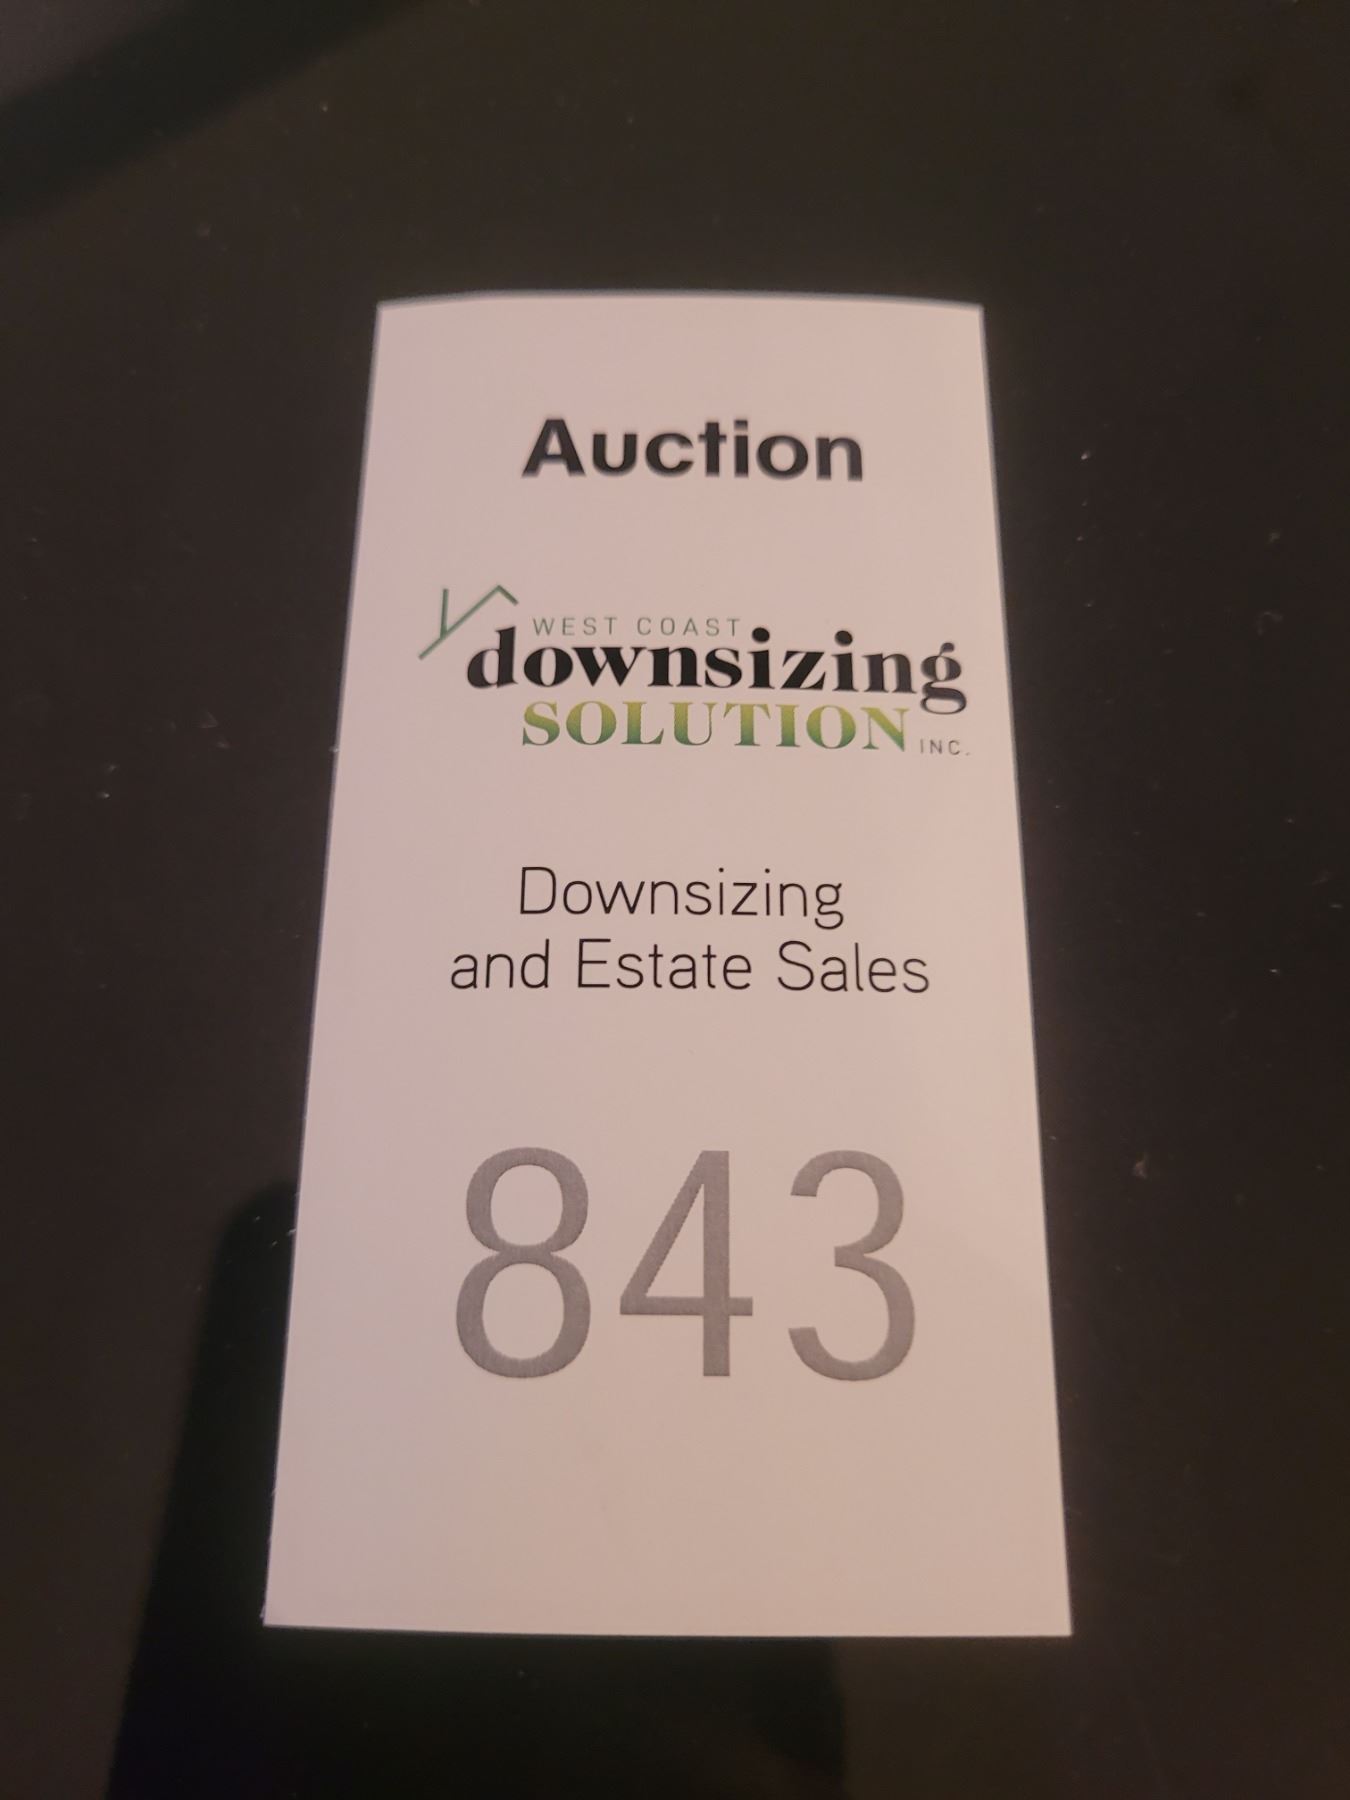 Auction
WEST COAST
downsizing
SOLUTION INC.
Downsizing
and Estate Sales
843